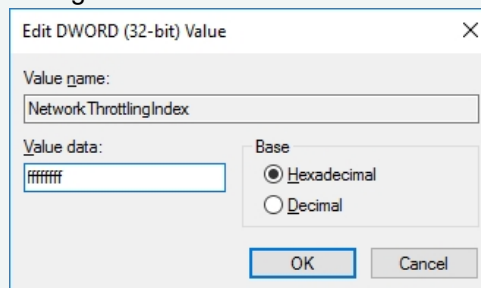 Edit DWORD (32-bit) Value
Value name:
NetworkThrottlingIndex
Value data:
ffffffff
Base
Hexadecimal
Decimal
OK
Cancel